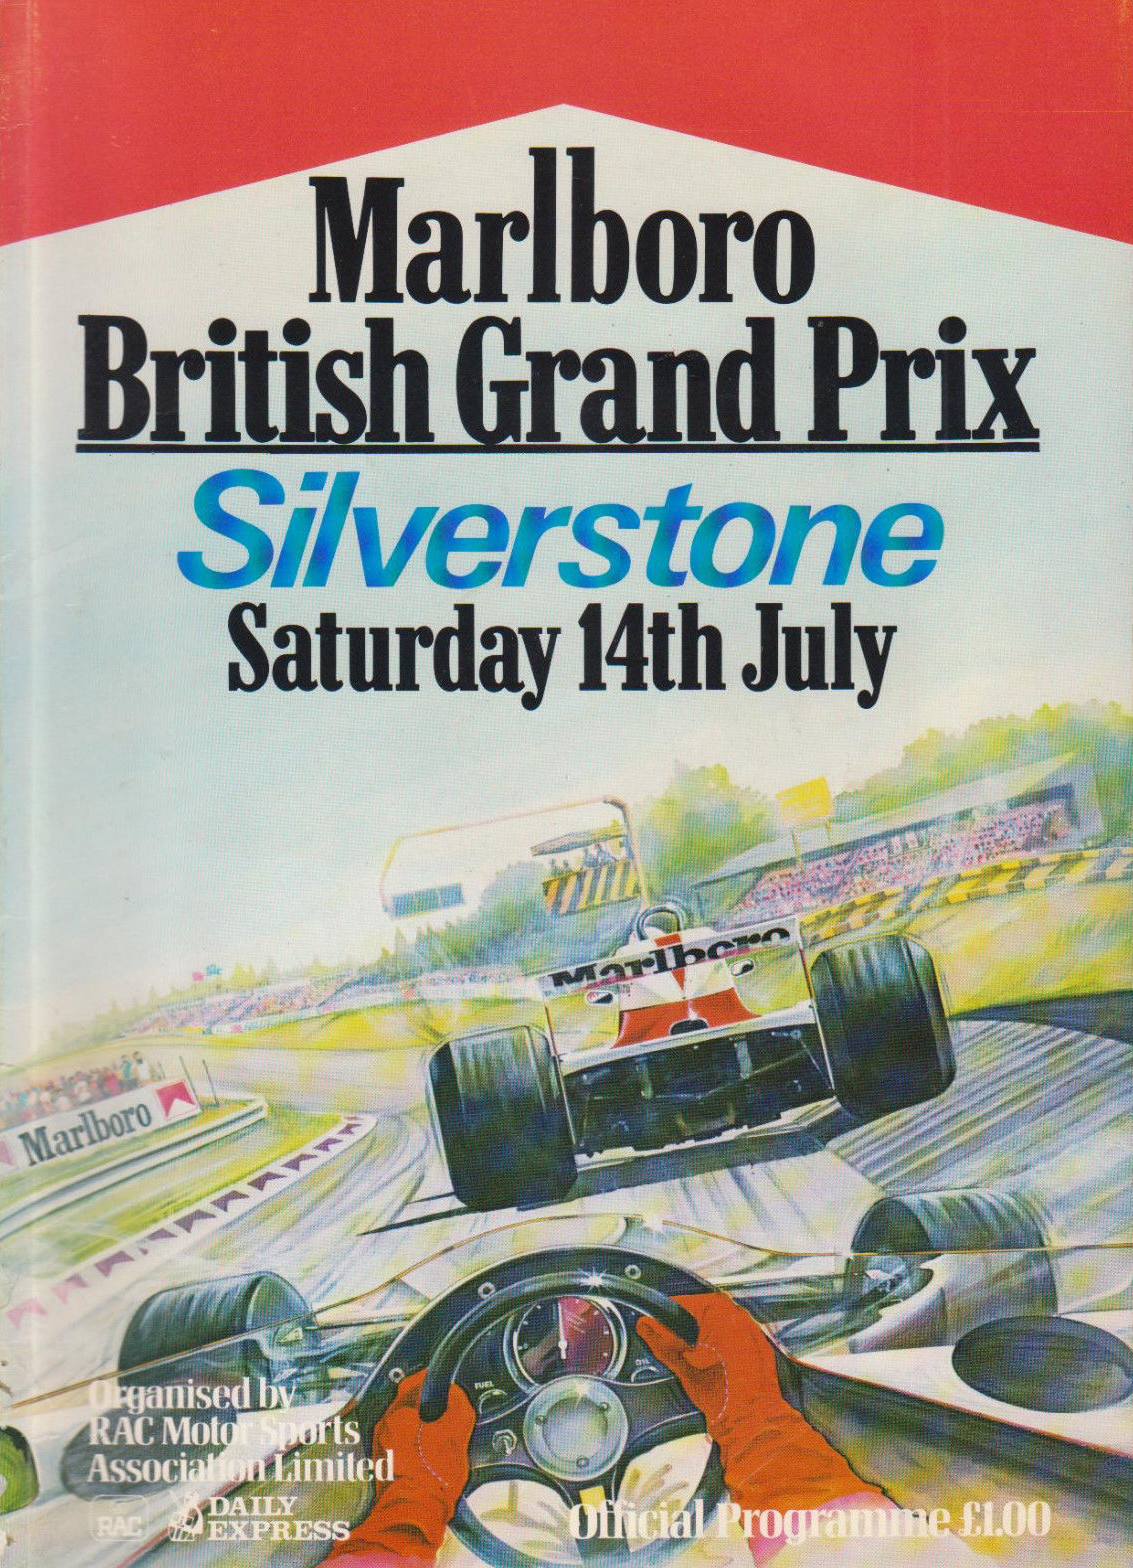 Marlboro
British Grand Prix
Silverstone
Saturday 14th July
Marlboro
Marlboro
Organised by
RAC Motor Sports
Association Limited
RAC
DAILY
EXPRESS
Official Programme £1.00